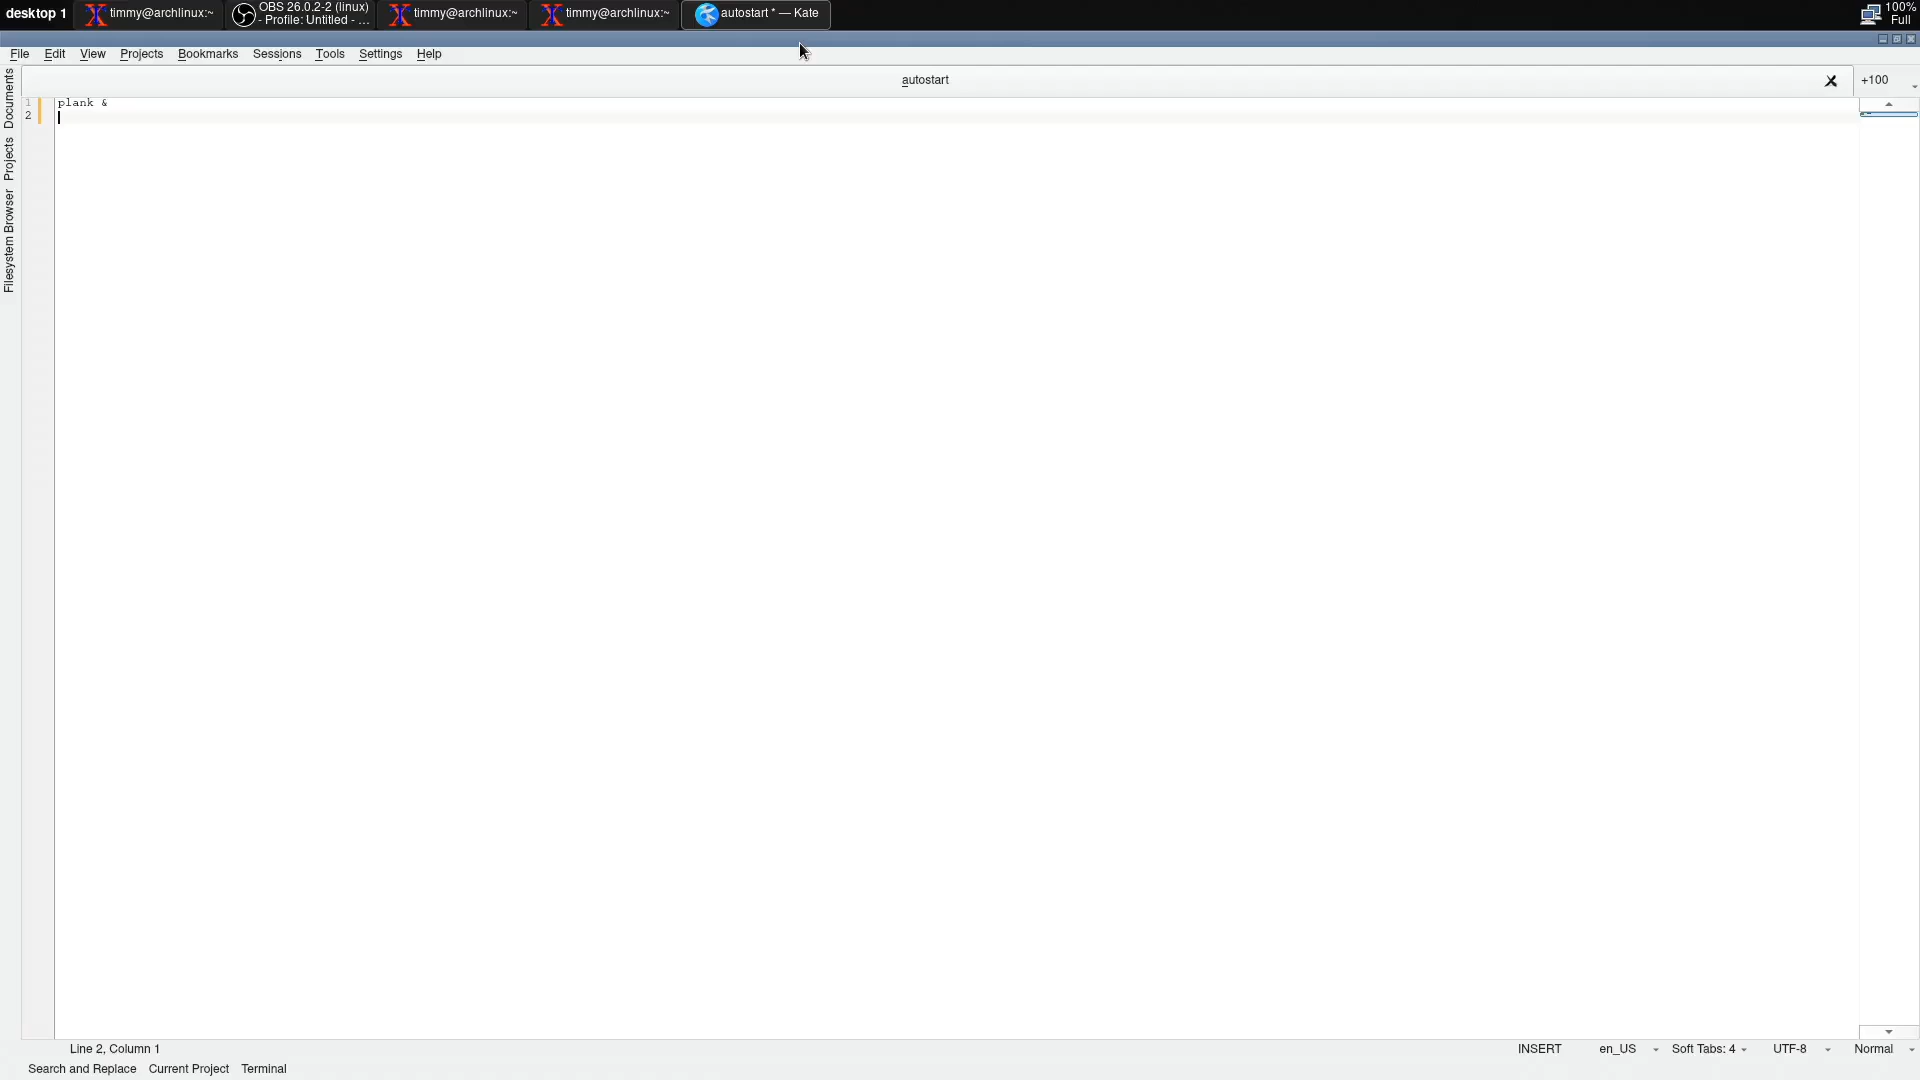 desktop 1
timmy@archlinux:~
OBS 26.0.2-2 (linux)
- Profile: Untitled - ...
timmy@archlinux:~
timmy@archlinux:~
autostart * — Kate
100%
Full
File Edit View Projects Bookmarks Sessions Tools Settings Help
autostart
+100
Documents
Projects
Filesystem Browser
1 plank &
2
Line 2, Column 1
INSERT
en_US
Soft Tabs: 4
UTF-8
Normal
Search and Replace Current Project Terminal